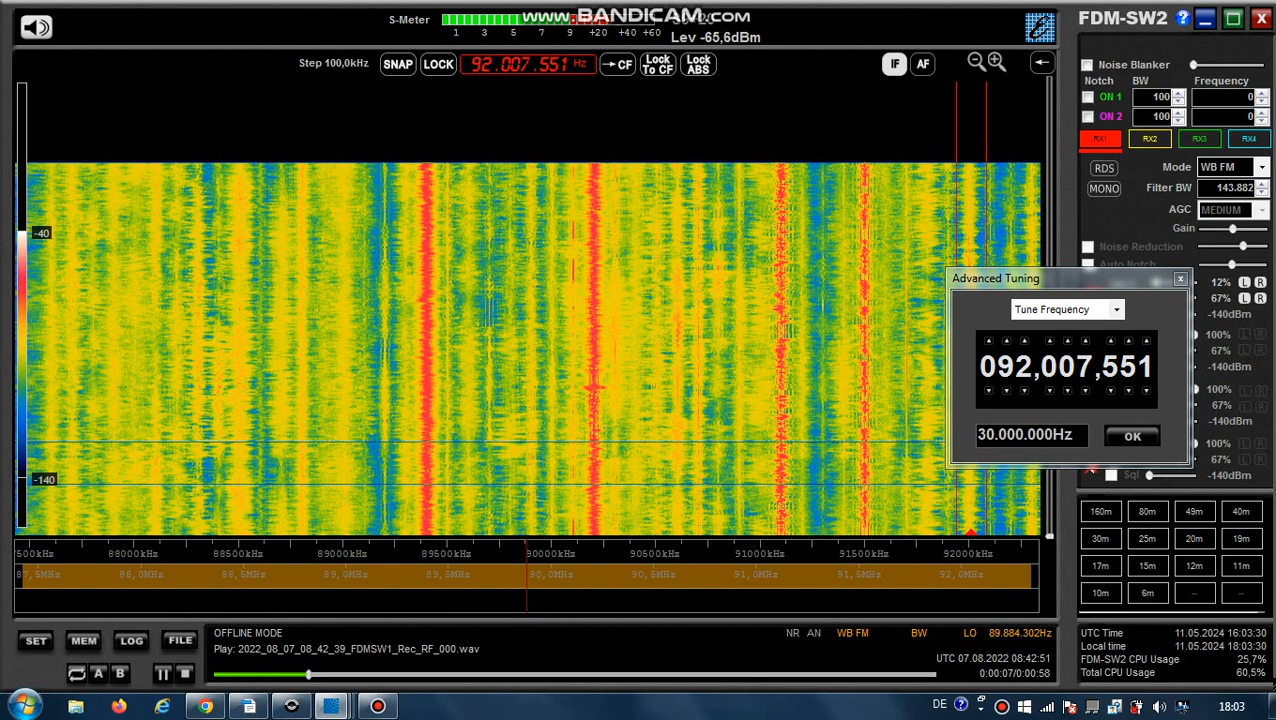 S-Meter
www.BANDICAM.com
1 3 5 7 9 +20 +40 +60
Lev -65,6dBm
FDM-SW2
Step 100,0kHz
SNAP
LOCK
92.007.551 Hz
→CF
Lock To CF
Lock ABS
IF
AF
Noise Blanker
Notch BW Frequency
ON 1 100 0
ON 2 100 0
RX1 RX2 RX3 RX4
RDS
Mode WB FM
MONO
Filter BW 143.882
AGC MEDIUM
Gain
Noise Reduction
Auto Notch
-40
-140
Advanced Tuning
Tune Frequency
092,007,551
30.000.000Hz
OK
12% L R
67% L R
-140dBm
100% L R
67% L R
-140dBm
100% L R
67% L R
-140dBm
100% L R
67% L R
Sql -140dBm
500kHz 88000kHz 88500kHz 89000kHz 89500kHz 90000kHz 90500kHz 91000kHz 91500kHz 92000kHz
87,5MHz 88,0MHz 88,5MHz 89,0MHz 89,5MHz 90,0MHz 90,5MHz 91,0MHz 91,5MHz 92,0MHz
160m 80m 49m 40m
30m 25m 20m 19m
17m 15m 12m 11m
10m 6m -- --
SET
MEM
LOG
FILE
A
B
OFFLINE MODE
NR AN WB FM BW LO 89.884.302Hz
Play: 2022_08_07_08_42_39_FDMSW1_Rec_RF_000.wav
UTC 07.08.2022 08:42:51
0:00:07/0:00:58
UTC Time 11.05.2024 16:03:30
Local time 11.05.2024 18:03:30
FDM-SW2 CPU Usage 25,7%
Total CPU Usage 60,5%
DE
18:03